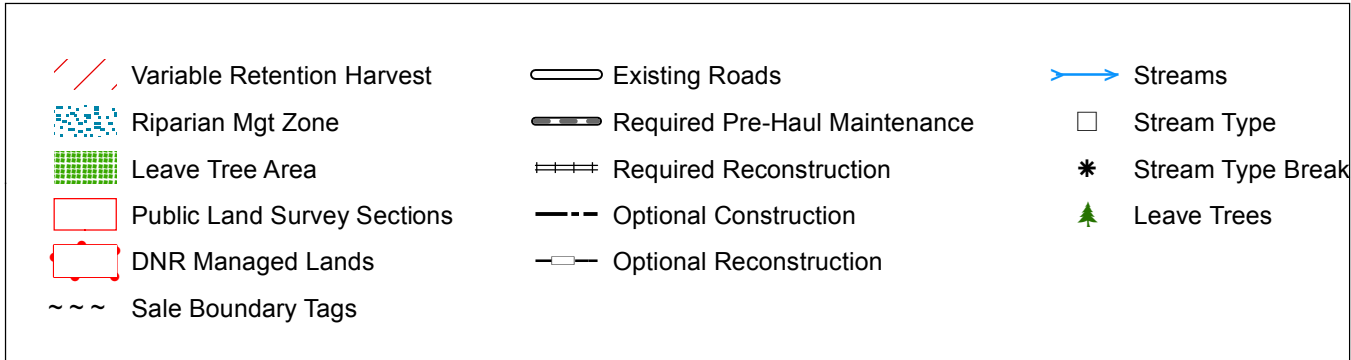 Variable Retention Harvest
Riparian Mgt Zone
Leave Tree Area
Public Land Survey Sections
DNR Managed Lands
Sale Boundary Tags
Existing Roads
Required Pre-Haul Maintenance
Required Reconstruction
Optional Construction
Optional Reconstruction
Streams
Stream Type
Stream Type Break
Leave Trees